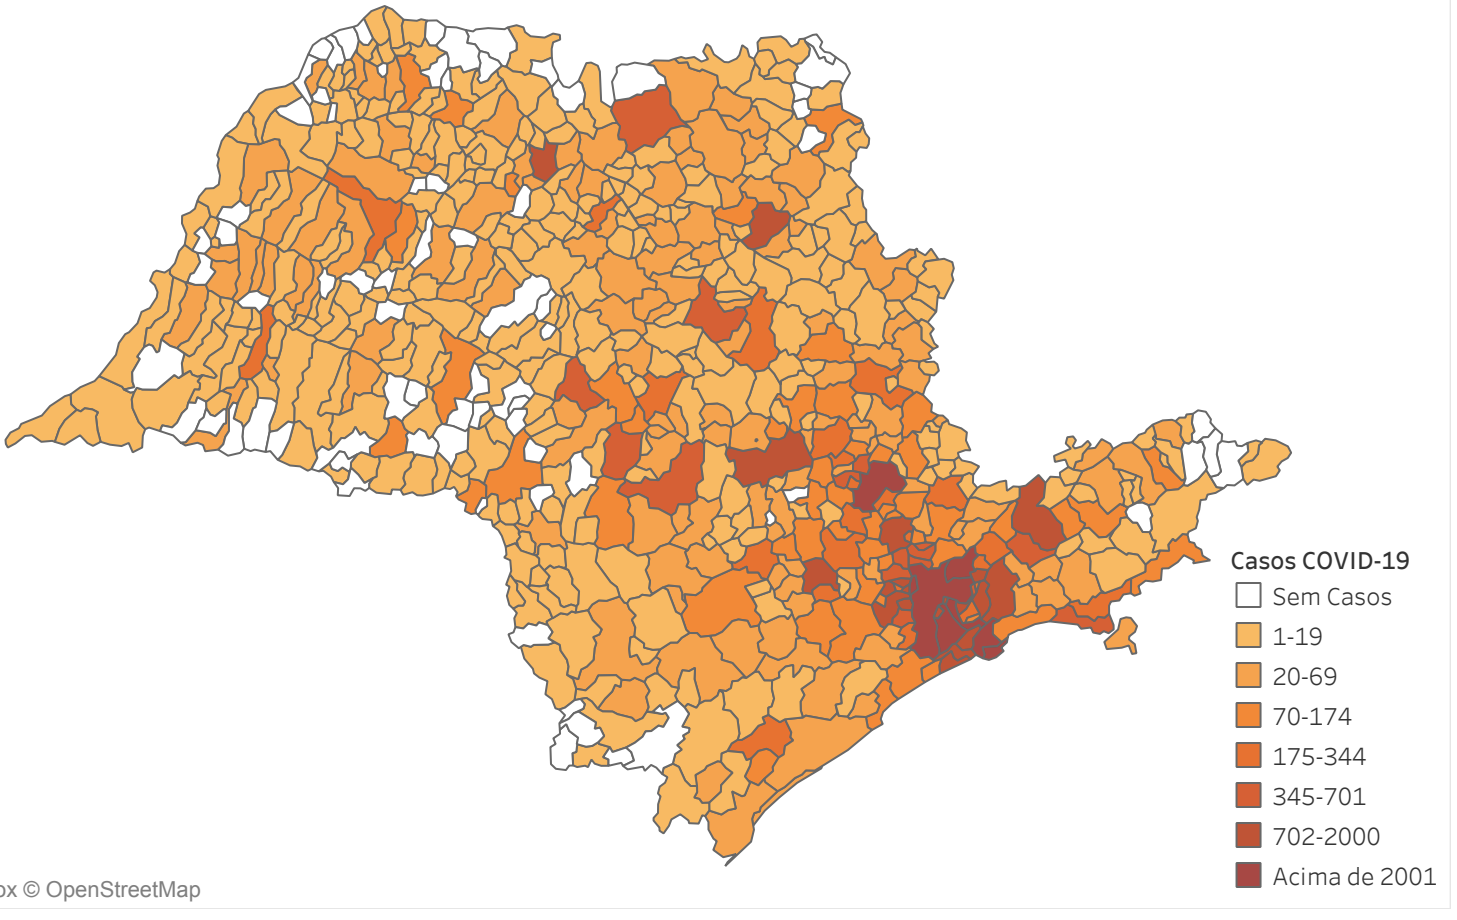 Casos COVID-19
Sem Casos
1-19
20-69
70-174
175-344
345-701
702-2000
Acima de 2001
© OpenStreetMap